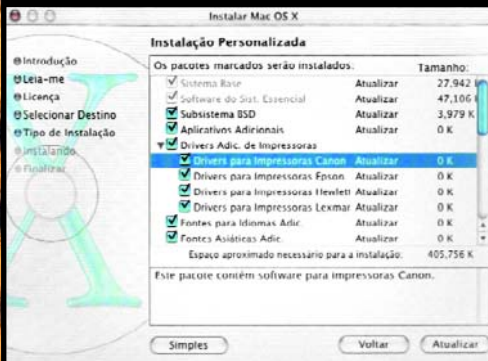 Instalar Mac OS X
Instalação Personalizada
Introdução
Leia-me
Licença
Selecionar Destino
Tipo de Instalação
Instalando
Finalizar
Os pacotes marcados serão instalados: Tamanho:
Sistema Base Atualizar 27,942
Software do Sist. Essencial Atualizar 47,106
Subsistema BSD Atualizar 3,979 K
Aplicativos Adicionais Atualizar 0 K
Drivers Adic. de Impressoras
Drivers para Impressoras Canon Atualizar 0 K
Drivers para Impressoras Epson Atualizar 0 K
Drivers para Impressoras Hewlett Atualizar 0 K
Drivers para Impressoras Lexmar Atualizar 0 K
Fontes para Idiomas Adic. Atualizar 0 K
Fontes Asiáticas Adic. Atualizar 0 K
Espaço aproximado necessário para a instalação: 405,756 K
Este pacote contém software para impressoras Canon.
Simples Voltar Atualizar